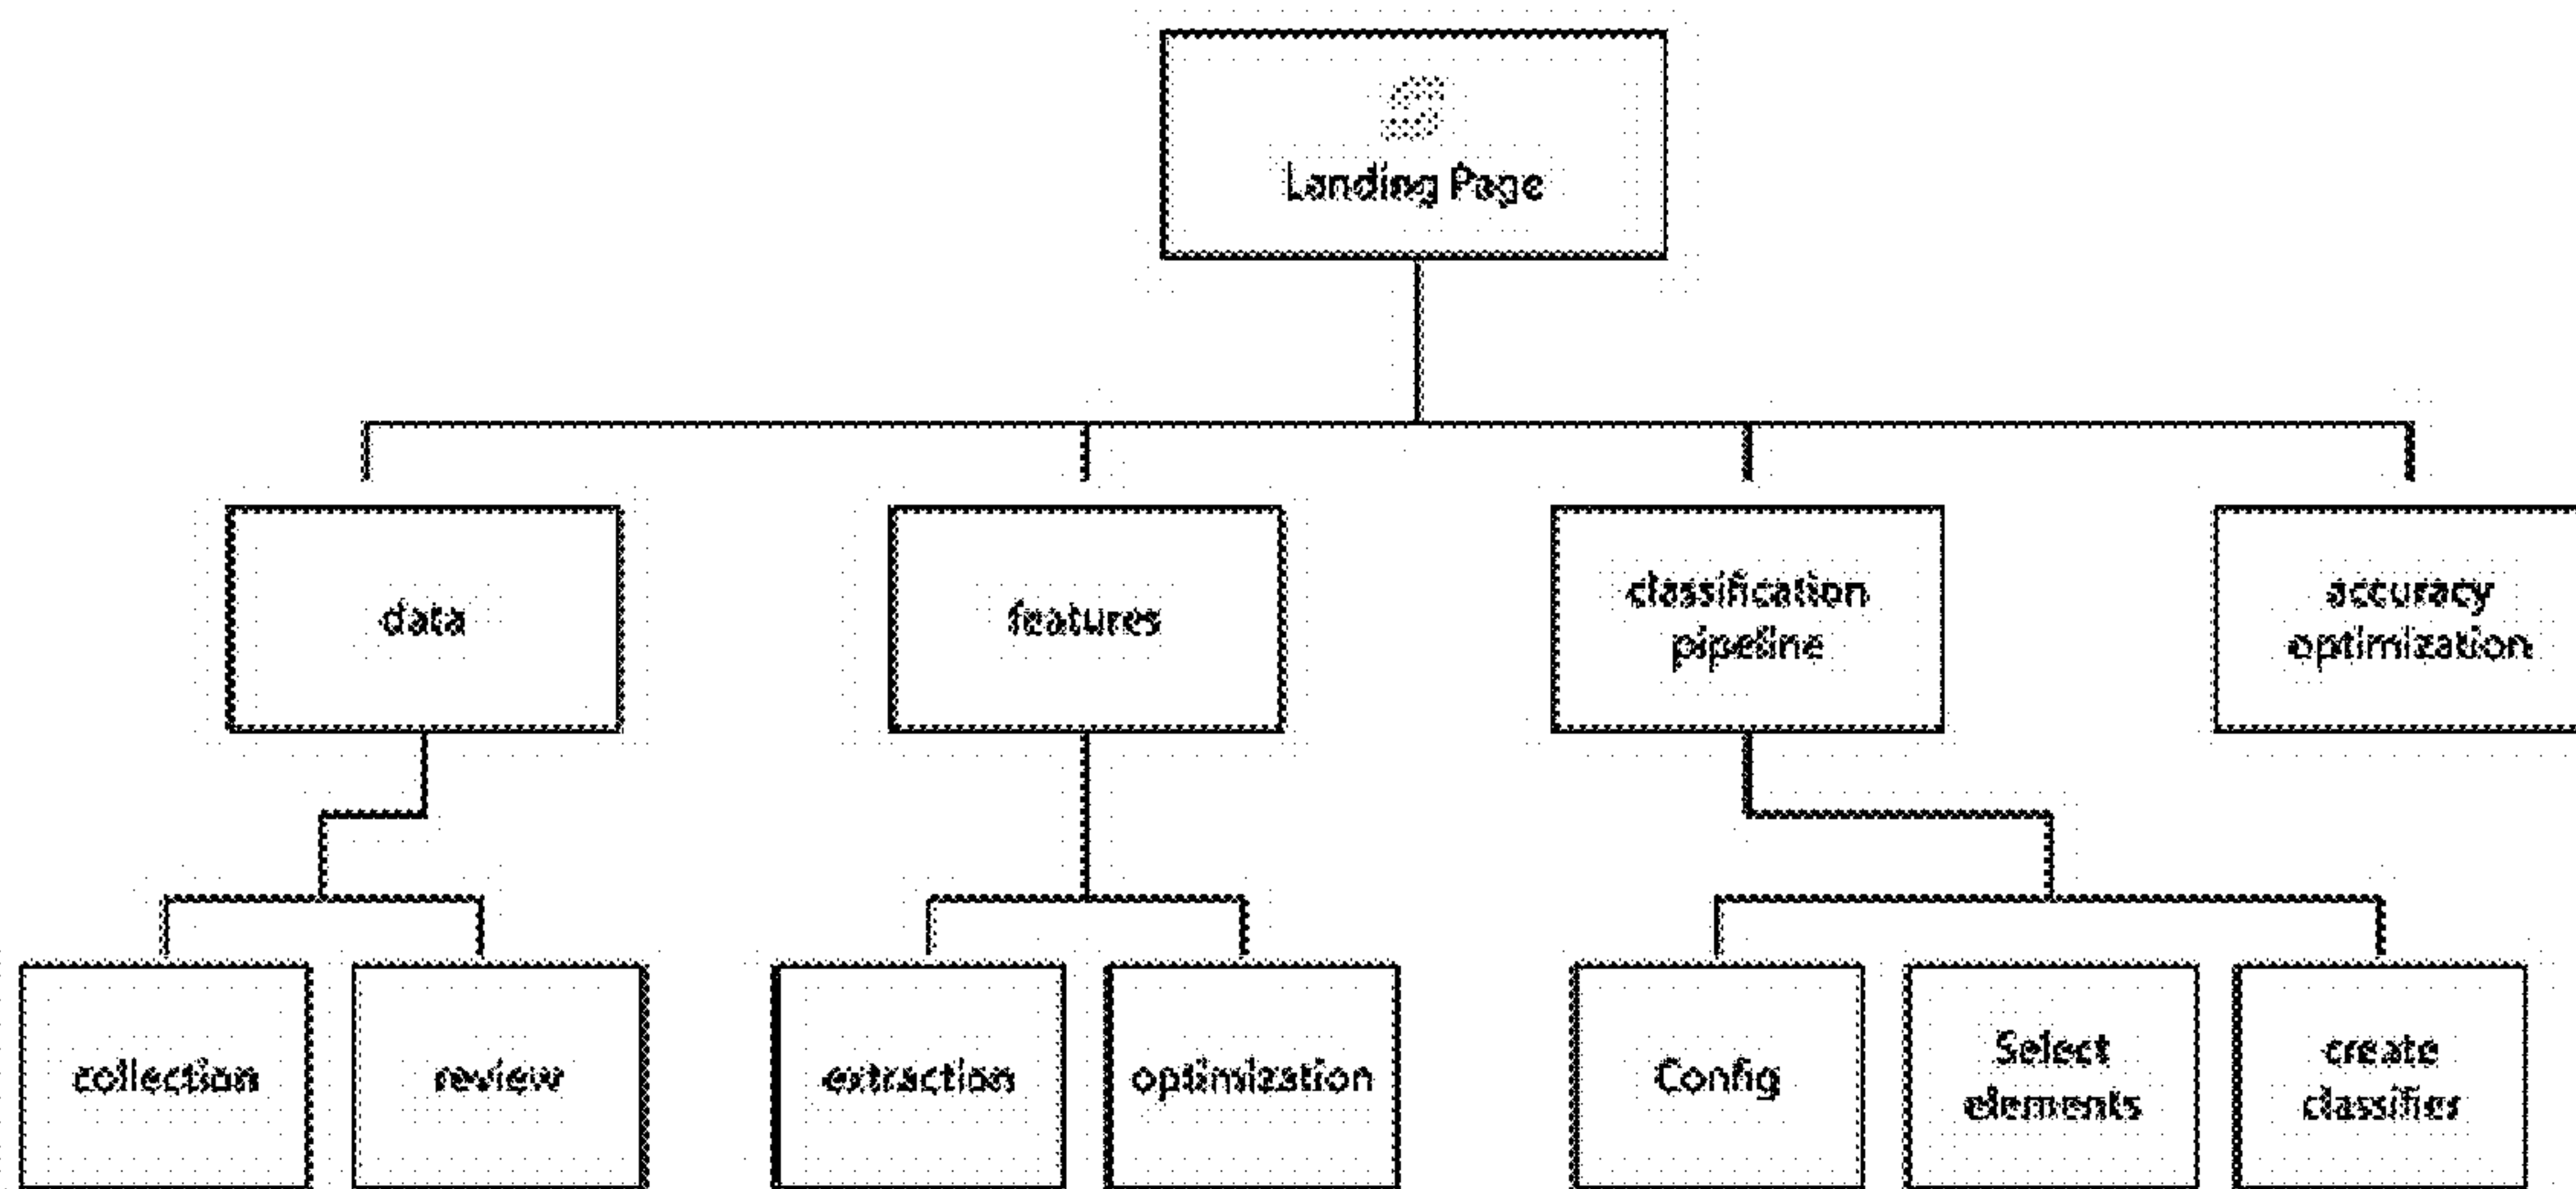 Landing Page
data
features
classification
pipeline
accuracy
optimization
collection
review
extraction
optimization
Config
Select
elements
create
classifier